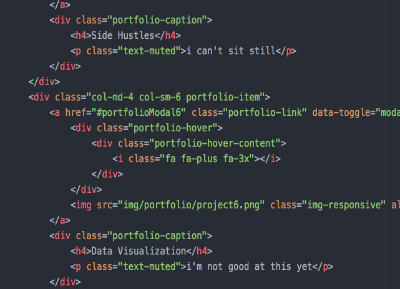 </a>
<div class="portfolio-caption">
<h4>Side Hustles</h4>
<p class="text-muted">i can't sit still</p>
</div>
</div>
<div class="col-md-4 col-sm-6 portfolio-item">
<a href="#portfolioModal6" class="portfolio-link" data-toggle="moda
<div class="portfolio-hover">
<div class="portfolio-hover-content">
<i class="fa fa-plus fa-3x"></i>
</div>
</div>
<img src="img/portfolio/project6.png" class="img-responsive" al
</a>
<div class="portfolio-caption">
<h4>Data Visualization</h4>
<p class="text-muted">i'm not good at this yet</p>
</div>